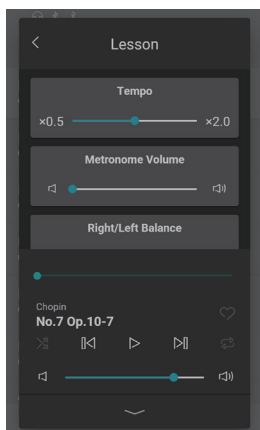 Lesson
Tempo
×0.5 ×2.0
Metronome Volume
Right/Left Balance
Chopin
No.7 Op.10-7